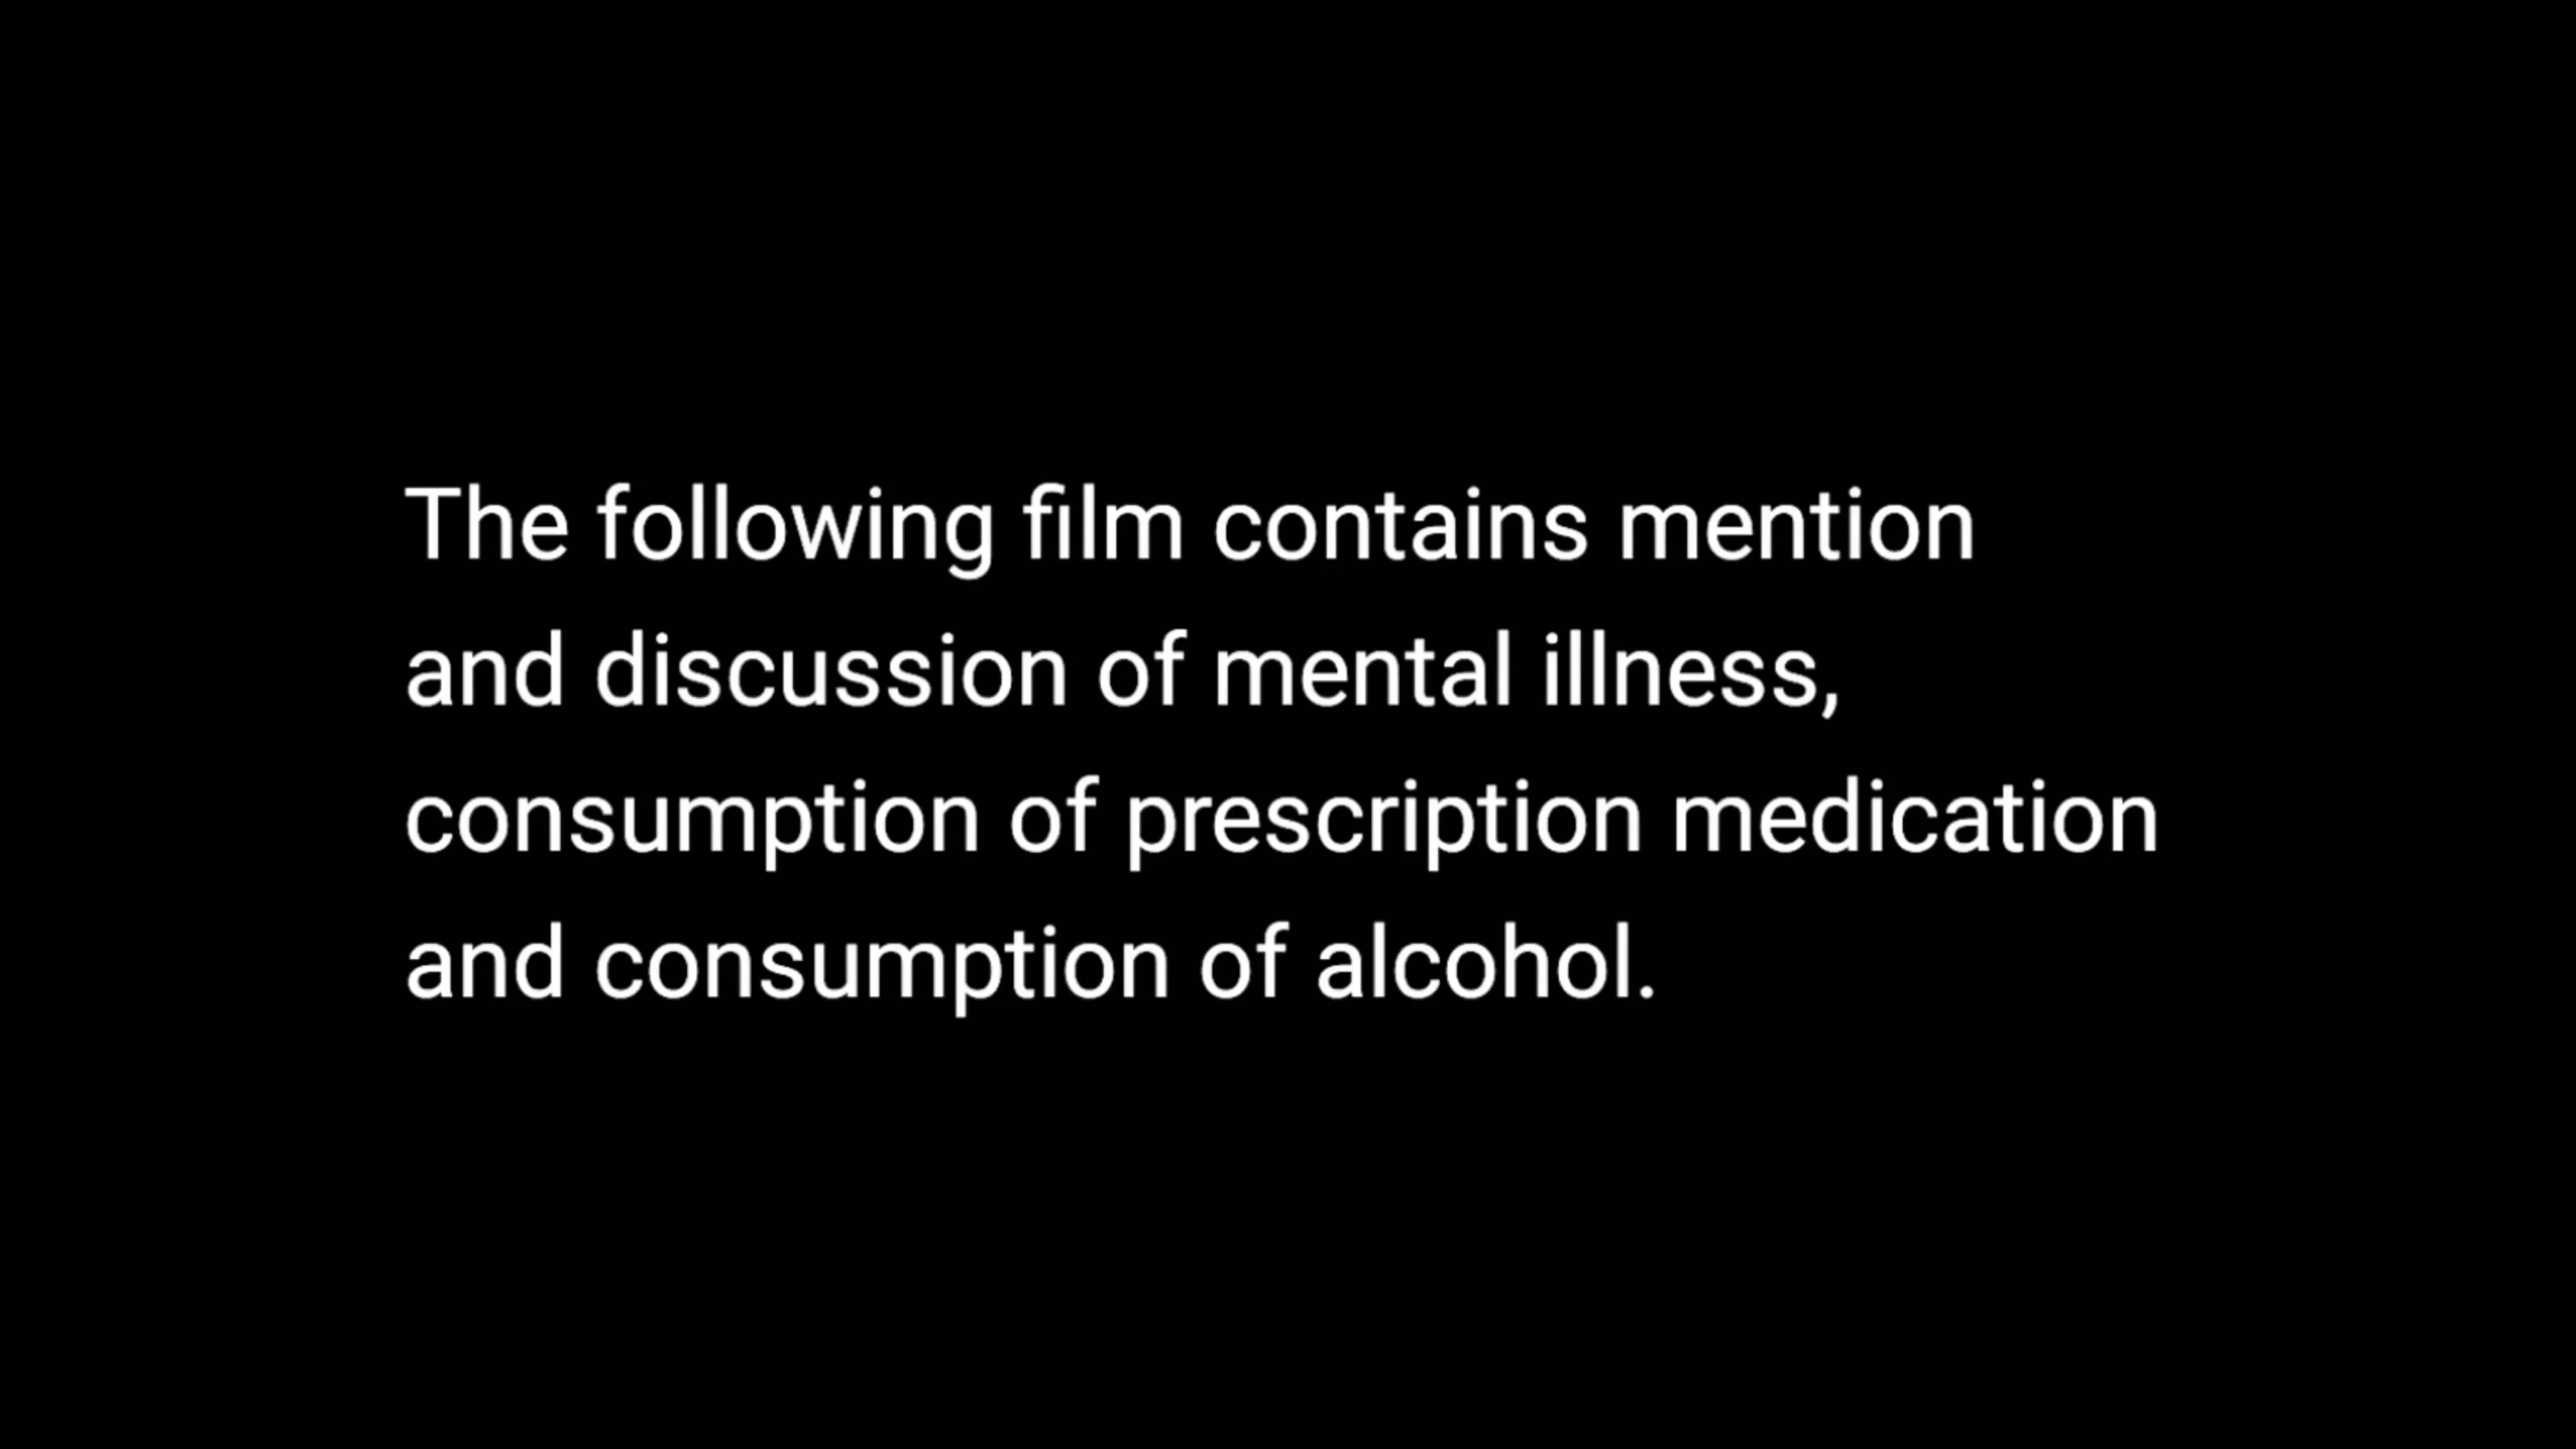 The following film contains mention
and discussion of mental illness,
consumption of prescription medication
and consumption of alcohol.